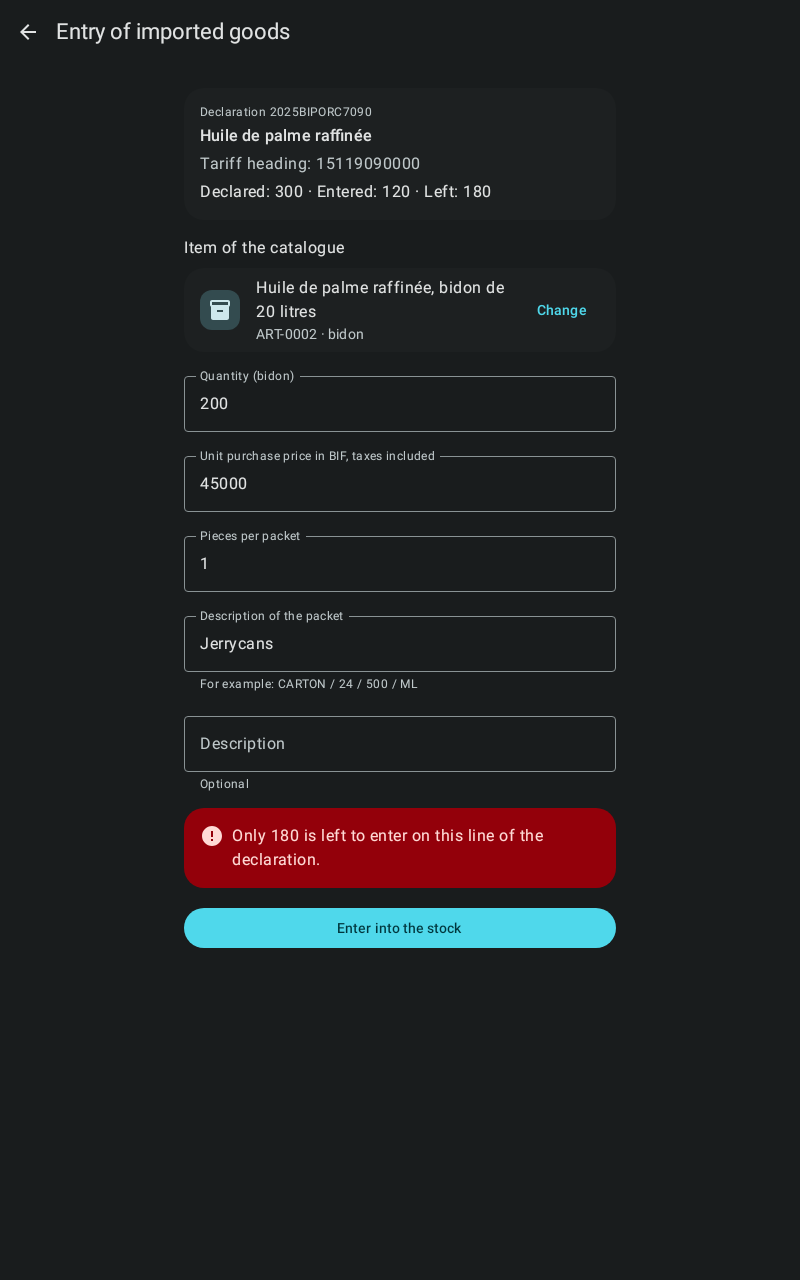 Entry of imported goods
Declaration 2025BIPORC7090
Huile de palme raffinée
Tariff heading: 15119090000
Declared: 300 · Entered: 120 · Left: 180
Item of the catalogue
Huile de palme raffinée, bidon de
20 litres
ART-0002 · bidon
Change
Quantity (bidon)
200
Unit purchase price in BIF, taxes included
45000
Pieces per packet
1
Description of the packet
Jerrycans
For example: CARTON / 24 / 500 / ML
Description
Optional
Only 180 is left to enter on this line of the
declaration.
Enter into the stock